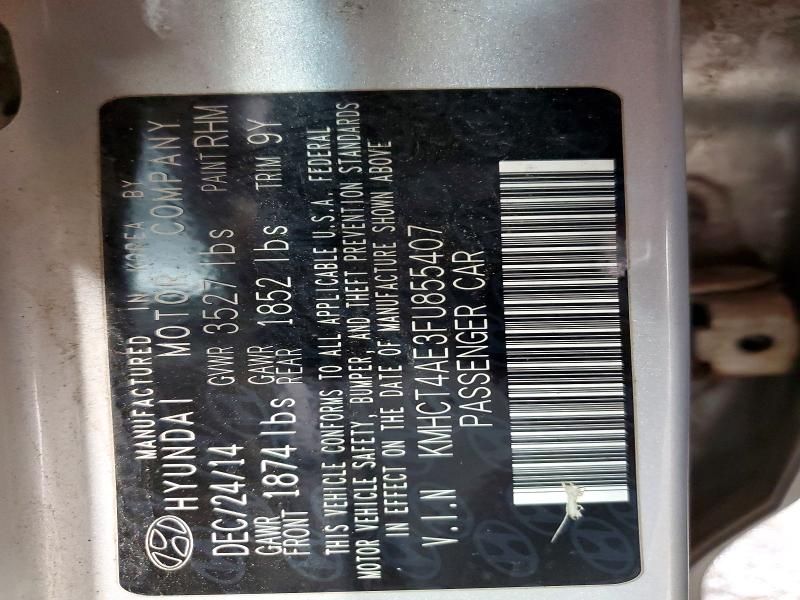 MANUFACTURED IN KOREA BY
HYUNDAI MOTOR COMPANY
DEC/24/14 GVWR 3527 lbs PAINT RHM
GAWR FRONT 1874 lbs GAWR REAR 1852 lbs TRIM 9Y
THIS VEHICLE CONFORMS TO ALL APPLICABLE U.S.A. FEDERAL
MOTOR VEHICLE SAFETY, BUMPER, AND THEFT PREVENTION STANDARDS
IN EFFECT ON THE DATE OF MANUFACTURE SHOWN ABOVE
V.I.N KMHCT4AE3FU855407
PASSENGER CAR